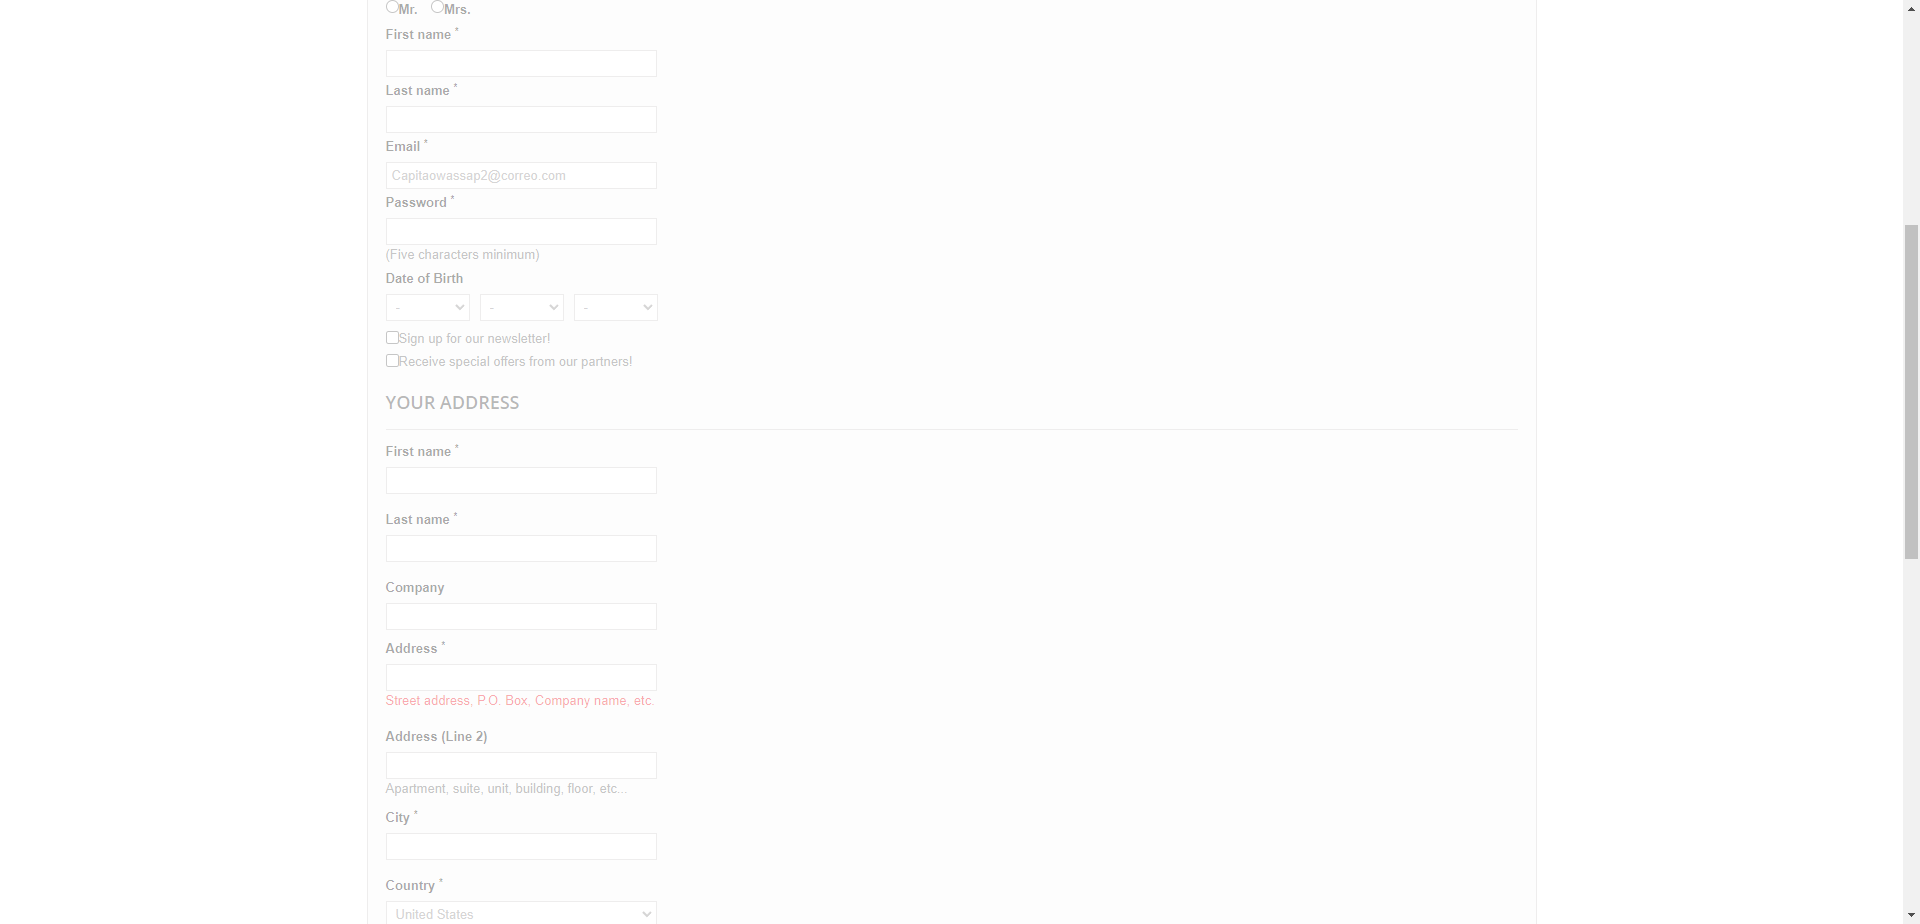 Mr. Mrs.
First name *
Last name *
Email *
Capitaowassap2@correo.com
Password *
(Five characters minimum)
Date of Birth
- - -
Sign up for our newsletter!
Receive special offers from our partners!
YOUR ADDRESS
First name *
Last name *
Company
Address *
Street address, P.O. Box, Company name, etc.
Address (Line 2)
Apartment, suite, unit, building, floor, etc...
City *
Country *
United States